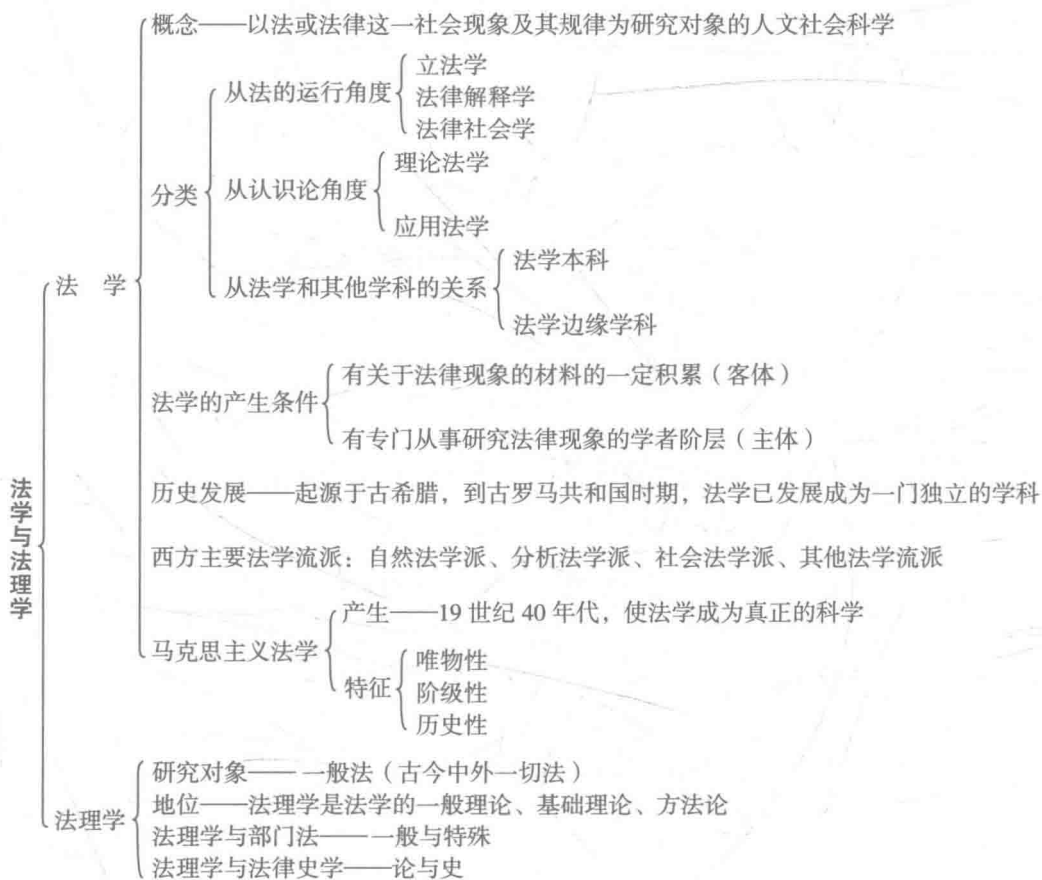 法学与法理学
法 学
概念——以法或法律这一社会现象及其规律为研究对象的人文社会科学
分类
从法的运行角度
立法学
法律解释学
法律社会学
从认识论角度
理论法学
应用法学
从法学和其他学科的关系
法学本科
法学边缘学科
法学的产生条件
有关于法律现象的材料的一定积累（客体）
有专门从事研究法律现象的学者阶层（主体）
历史发展——起源于古希腊，到古罗马共和国时期，法学已发展成为一门独立的学科
西方主要法学流派：自然法学派、分析法学派、社会法学派、其他法学流派
马克思主义法学
产生——19 世纪 40 年代，使法学成为真正的科学
特征
唯物性
阶级性
历史性
法理学
研究对象—— 一般法（古今中外一切法）
地位——法理学是法学的一般理论、基础理论、方法论
法理学与部门法——一般与特殊
法理学与法律史学——论与史